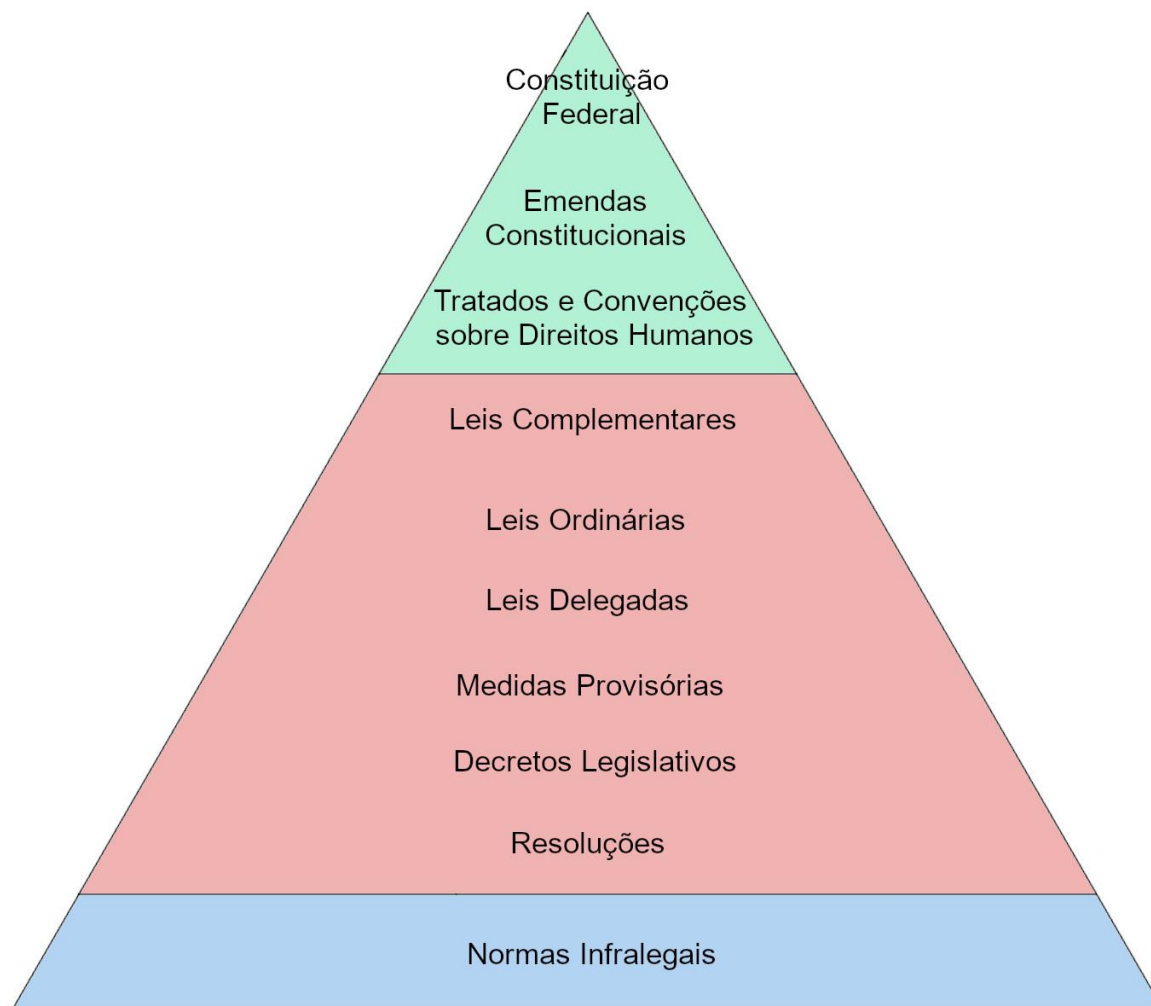 Constituição
Federal
Emendas
Constitucionais
Tratados e Convenções
sobre Direitos Humanos
Leis Complementares
Leis Ordinárias
Leis Delegadas
Medidas Provisórias
Decretos Legislativos
Resoluções
Normas Infralegais